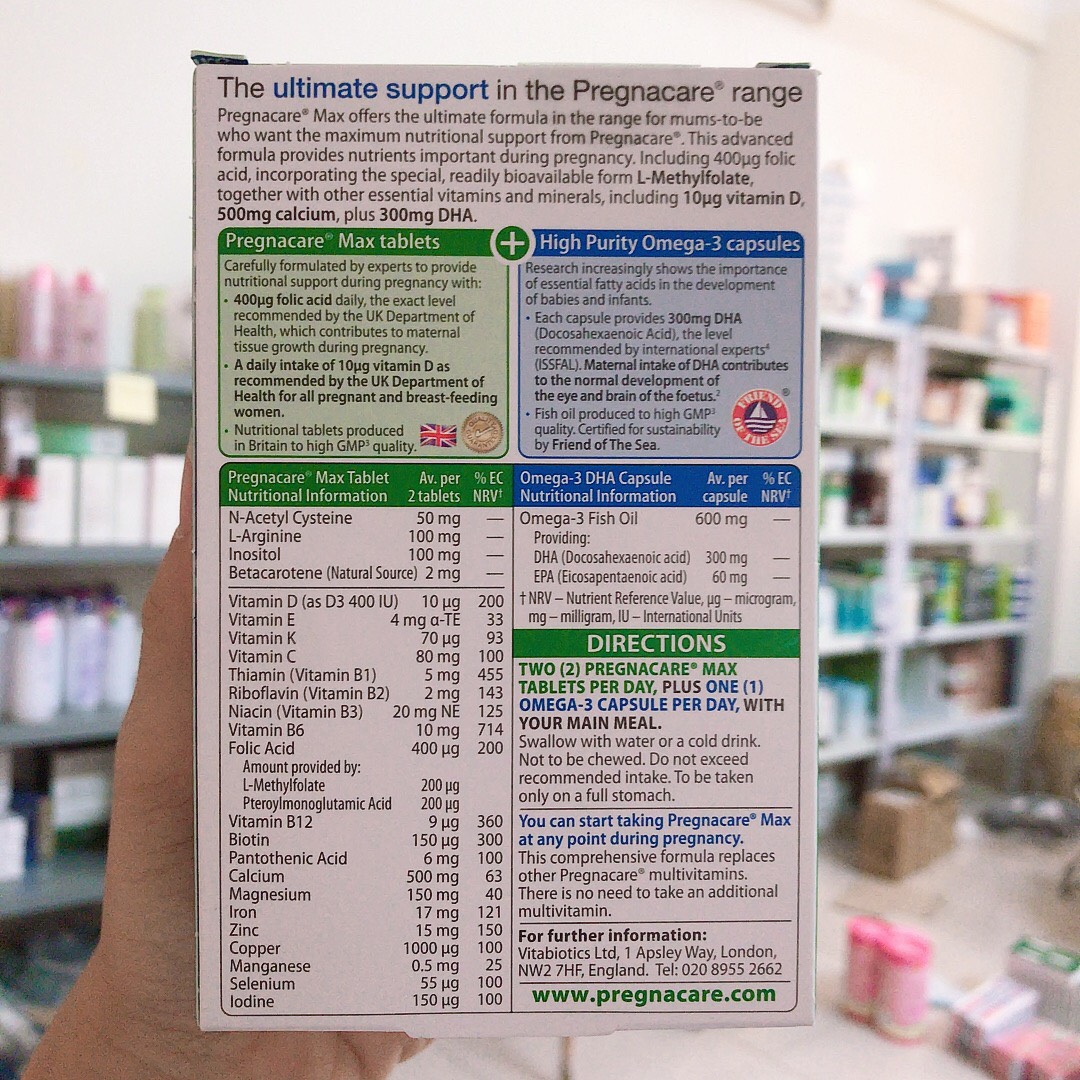 The ultimate support in the Pregnacare® range
Pregnacare® Max offers the ultimate formula in the range for mums-to-be
who want the maximum nutritional support from Pregnacare®. This advanced
formula provides nutrients important during pregnancy. Including 400µg folic
acid, incorporating the special, readily bioavailable form L-Methylfolate,
together with other essential vitamins and minerals, including 10µg vitamin D,
500mg calcium, plus 300mg DHA.
Pregnacare® Max tablets
Carefully formulated by experts to provide
nutritional support during pregnancy with:
• 400µg folic acid daily, the exact level
recommended by the UK Department of
Health, which contributes to maternal
tissue growth during pregnancy.
• A daily intake of 10µg vitamin D as
recommended by the UK Department of
Health for all pregnant and breast-feeding
women.
• Nutritional tablets produced
in Britain to high GMP³ quality.
+
High Purity Omega-3 capsules
Research increasingly shows the importance
of essential fatty acids in the development
of babies and infants.
• Each capsule provides 300mg DHA
(Docosahexaenoic Acid), the level
recommended by international experts⁴
(ISSFAL). Maternal intake of DHA contributes
to the normal development of
the eye and brain of the foetus.²
• Fish oil produced to high GMP³
quality. Certified for sustainability
by Friend of The Sea.
FRIEND OF THE SEA ®
Pregnacare® Max Tablet Av. per % EC
Nutritional Information 2 tablets NRV†
N-Acetyl Cysteine 50 mg —
L-Arginine 100 mg —
Inositol 100 mg —
Betacarotene (Natural Source) 2 mg —
Vitamin D (as D3 400 IU) 10 µg 200
Vitamin E 4 mg α-TE 33
Vitamin K 70 µg 93
Vitamin C 80 mg 100
Thiamin (Vitamin B1) 5 mg 455
Riboflavin (Vitamin B2) 2 mg 143
Niacin (Vitamin B3) 20 mg NE 125
Vitamin B6 10 mg 714
Folic Acid 400 µg 200
Amount provided by:
L-Methylfolate 200 µg
Pteroylmonoglutamic Acid 200 µg
Vitamin B12 9 µg 360
Biotin 150 µg 300
Pantothenic Acid 6 mg 100
Calcium 500 mg 63
Magnesium 150 mg 40
Iron 17 mg 121
Zinc 15 mg 150
Copper 1000 µg 100
Manganese 0.5 mg 25
Selenium 55 µg 100
Iodine 150 µg 100
Omega-3 DHA Capsule Av. per % EC
Nutritional Information capsule NRV†
Omega-3 Fish Oil 600 mg —
Providing:
DHA (Docosahexaenoic acid) 300 mg —
EPA (Eicosapentaenoic acid) 60 mg —
† NRV – Nutrient Reference Value, µg – microgram,
mg – milligram, IU – International Units
DIRECTIONS
TWO (2) PREGNACARE® MAX
TABLETS PER DAY, PLUS ONE (1)
OMEGA-3 CAPSULE PER DAY, WITH
YOUR MAIN MEAL.
Swallow with water or a cold drink.
Not to be chewed. Do not exceed
recommended intake. To be taken
only on a full stomach.
You can start taking Pregnacare® Max
at any point during pregnancy.
This comprehensive formula replaces
other Pregnacare® multivitamins.
There is no need to take an additional
multivitamin.
For further information:
Vitabiotics Ltd, 1 Apsley Way, London,
NW2 7HF, England. Tel: 020 8955 2662
www.pregnacare.com